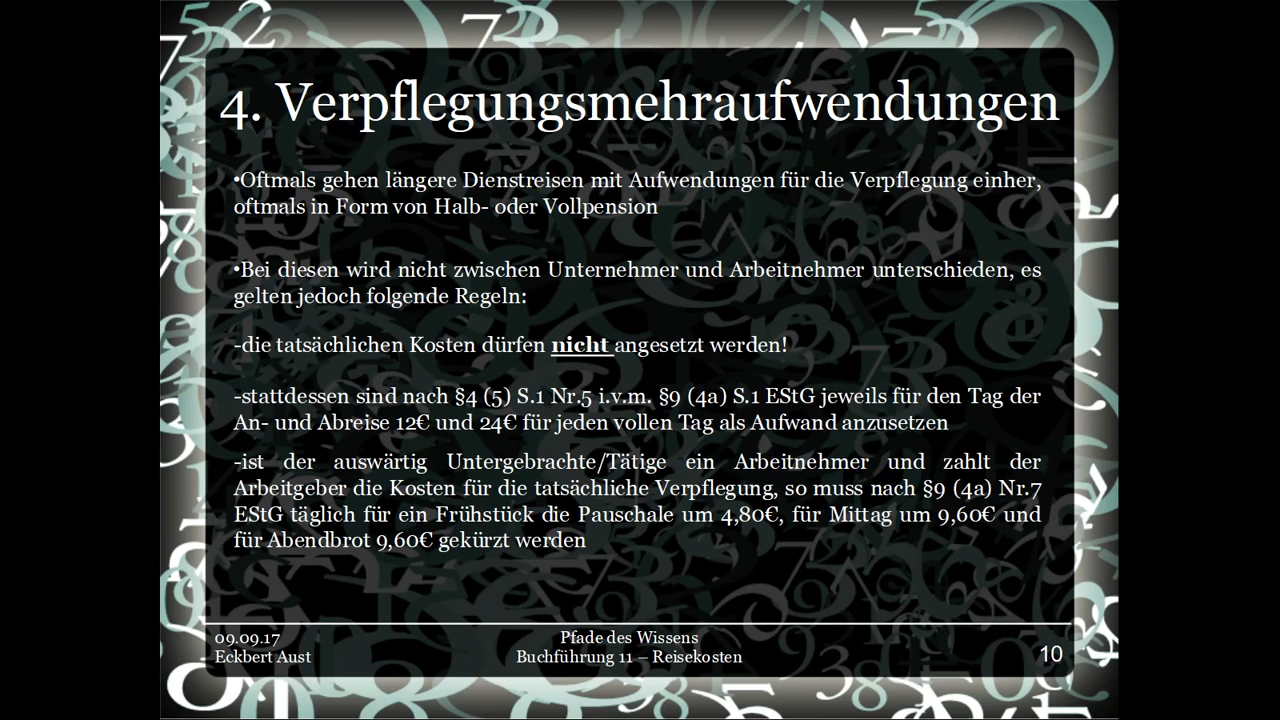 4. Verpflegungsmehraufwendungen
•Oftmals gehen längere Dienstreisen mit Aufwendungen für die Verpflegung einher,
oftmals in Form von Halb- oder Vollpension
•Bei diesen wird nicht zwischen Unternehmer und Arbeitnehmer unterschieden, es
gelten jedoch folgende Regeln:
-die tatsächlichen Kosten dürfen nicht angesetzt werden!
-stattdessen sind nach §4 (5) S.1 Nr.5 i.v.m. §9 (4a) S.1 EStG jeweils für den Tag der
An- und Abreise 12€ und 24€ für jeden vollen Tag als Aufwand anzusetzen
-ist der auswärtig Untergebrachte/Tätige ein Arbeitnehmer und zahlt der
Arbeitgeber die Kosten für die tatsächliche Verpflegung, so muss nach §9 (4a) Nr.7
EStG täglich für ein Frühstück die Pauschale um 4,80€, für Mittag um 9,60€ und
für Abendbrot 9,60€ gekürzt werden
09.09.17
Eckbert Aust
Pfade des Wissens
Buchführung 11 – Reisekosten
10